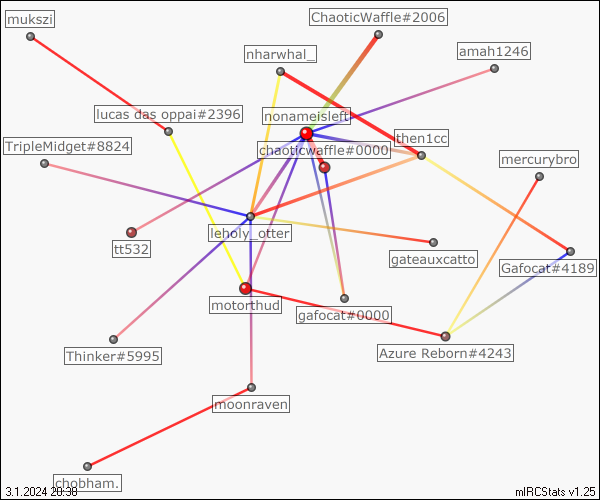 mukszi
ChaoticWaffle#2006
nharwhal_
amah1246
lucas das oppai#2396
nonameisleft
TripleMidget#8824
chaoticwaffle#0000
then1cc
mercurybro
tt532
leholy_otter
gateauxcatto
Gafocat#4189
motorthud
gafocat#0000
Thinker#5995
Azure Reborn#4243
moonraven
chobham.
3.1.2024 20:38
mIRCStats v1.25